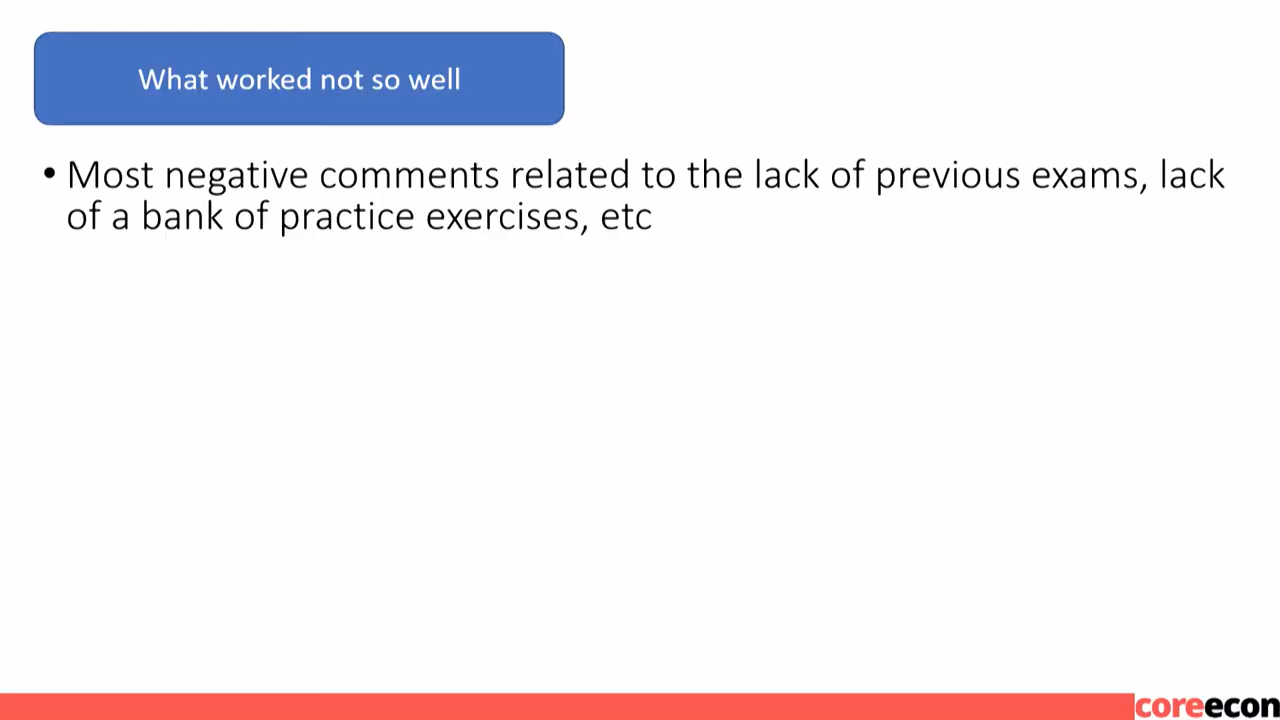 What worked not so well
• Most negative comments related to the lack of previous exams, lack
of a bank of practice exercises, etc
coreecon